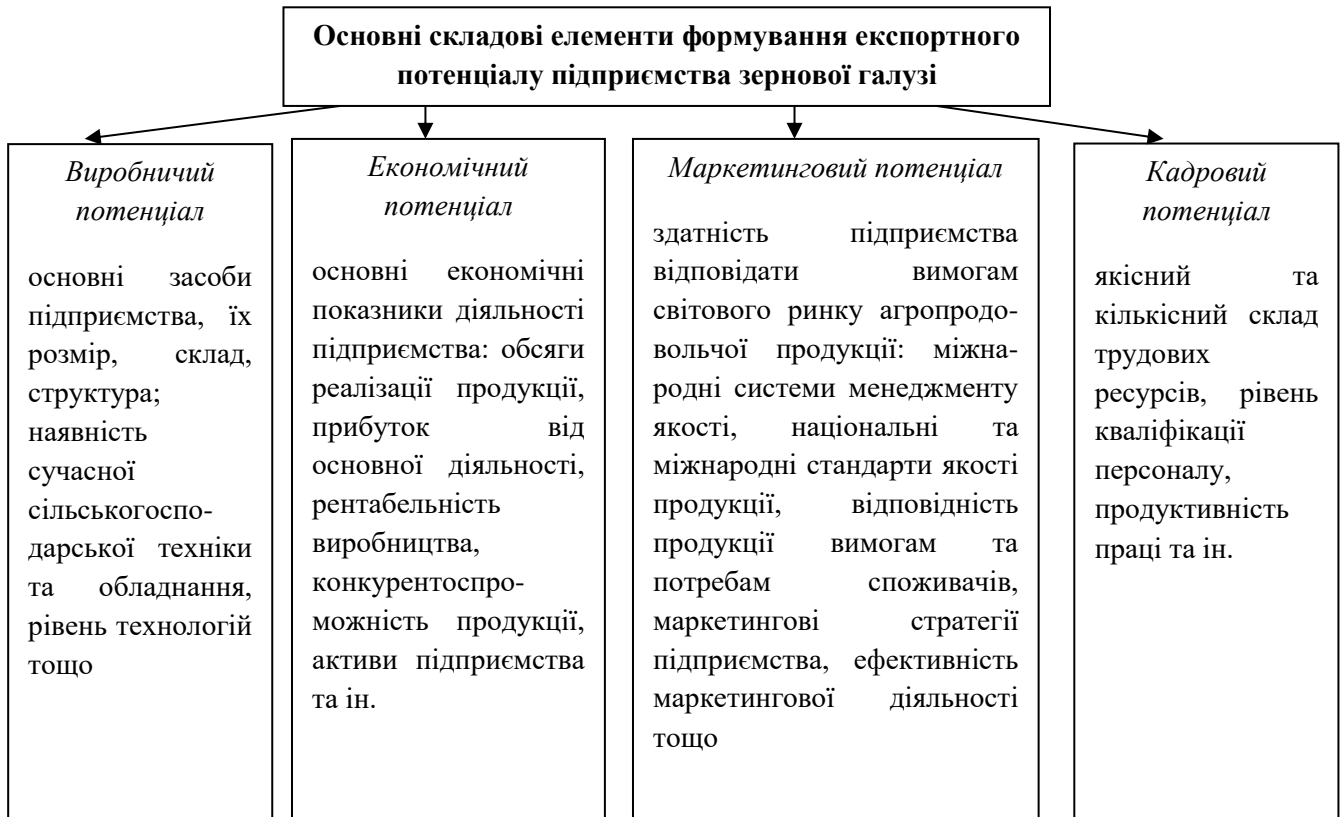 Основні складові елементи формування експортного
потенціалу підприємства зернової галузі
Виробничий
потенціал
основні засоби
підприємства, їх
розмір, склад,
структура;
наявність
сучасної
сільськогоспо-
дарської техніки
та обладнання,
рівень технологій
тощо
Економічний
потенціал
основні економічні
показники діяльності
підприємства: обсяги
реалізації продукції,
прибуток від
основної діяльності,
рентабельність
виробництва,
конкурентоспро-
можність продукції,
активи підприємства
та ін.
Маркетинговий потенціал
здатність підприємства
відповідати вимогам
світового ринку агропродо-
вольчої продукції: міжна-
родні системи менеджменту
якості, національні та
міжнародні стандарти якості
продукції, відповідність
продукції вимогам та
потребам споживачів,
маркетингові стратегії
підприємства, ефективність
маркетингової діяльності
тощо
Кадровий
потенціал
якісний та
кількісний склад
трудових
ресурсів, рівень
кваліфікації
персоналу,
продуктивність
праці та ін.